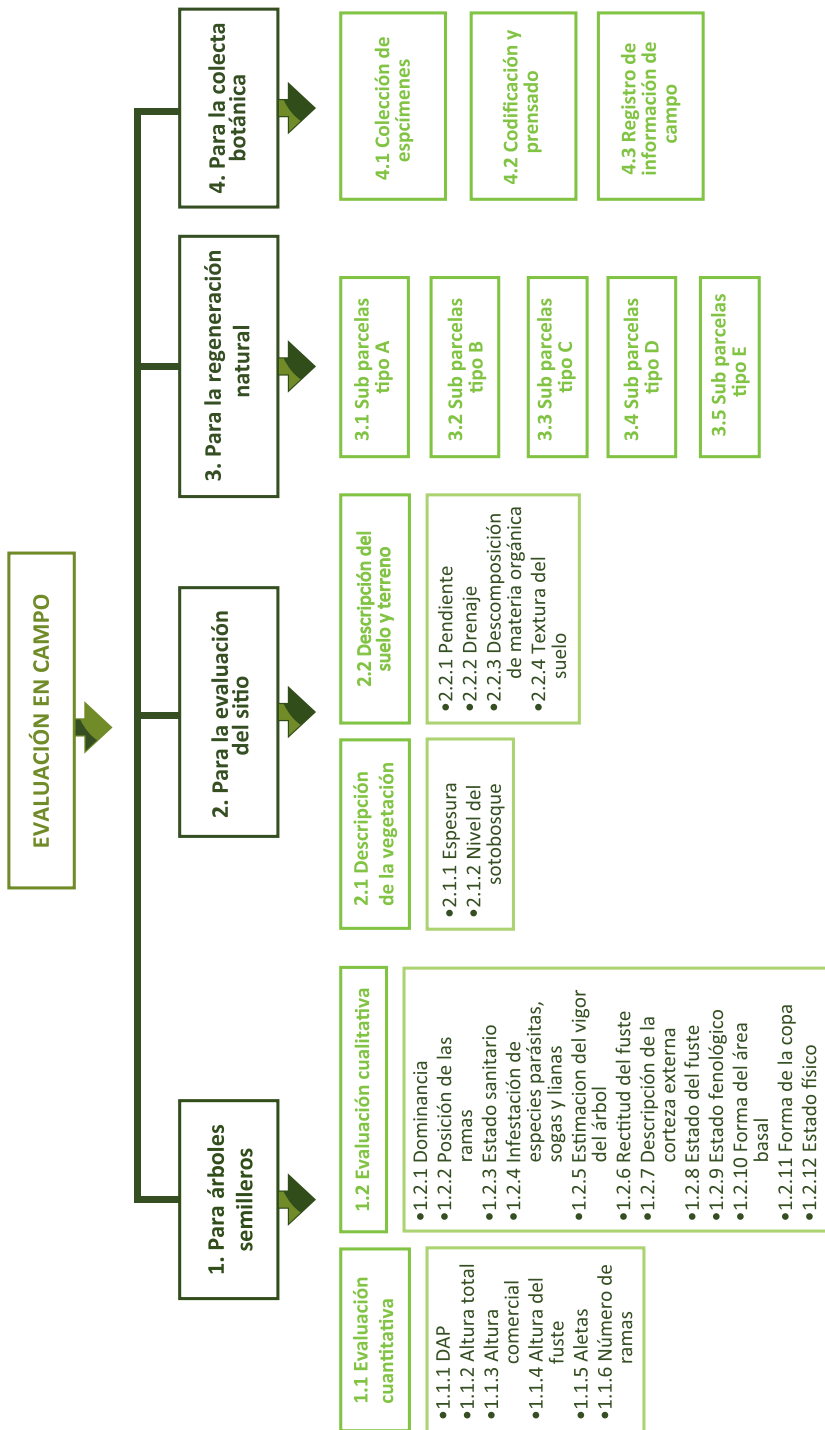 EVALUACIÓN EN CAMPO
1. Para árboles
semilleros
1.1 Evaluación
cuantitativa
•1.1.1 DAP
•1.1.2 Altura total
•1.1.3 Altura
comercial
•1.1.4 Altura del
fuste
•1.1.5 Aletas
•1.1.6 Número de
ramas
1.2 Evaluación cualitativa
•1.2.1 Dominancia
•1.2.2 Posición de las
ramas
•1.2.3 Estado sanitario
•1.2.4 Infestación de
especies parásitas,
sogas y lianas
•1.2.5 Estimacion del vigor
del árbol
•1.2.6 Rectitud del fuste
•1.2.7 Descripción de la
corteza externa
•1.2.8 Estado del fuste
•1.2.9 Estado fenológico
•1.2.10 Forma del área
basal
•1.2.11 Forma de la copa
•1.2.12 Estado físico
2. Para la evaluación
del sitio
2.1 Descripción
de la vegetación
•2.1.1 Espesura
•2.1.2 Nivel del
sotobosque
2.2 Descripción del
suelo y terreno
•2.2.1 Pendiente
•2.2.2 Drenaje
•2.2.3 Descomposición
de materia orgánica
•2.2.4 Textura del
suelo
3. Para la regeneración
natural
3.1 Sub parcelas
tipo A
3.2 Sub parcelas
tipo B
3.3 Sub parcelas
tipo C
3.4 Sub parcelas
tipo D
3.5 Sub parcelas
tipo E
4. Para la colecta
botánica
4.1 Colección de
espcímenes
4.2 Codificación y
prensado
4.3 Registro de
información de
campo